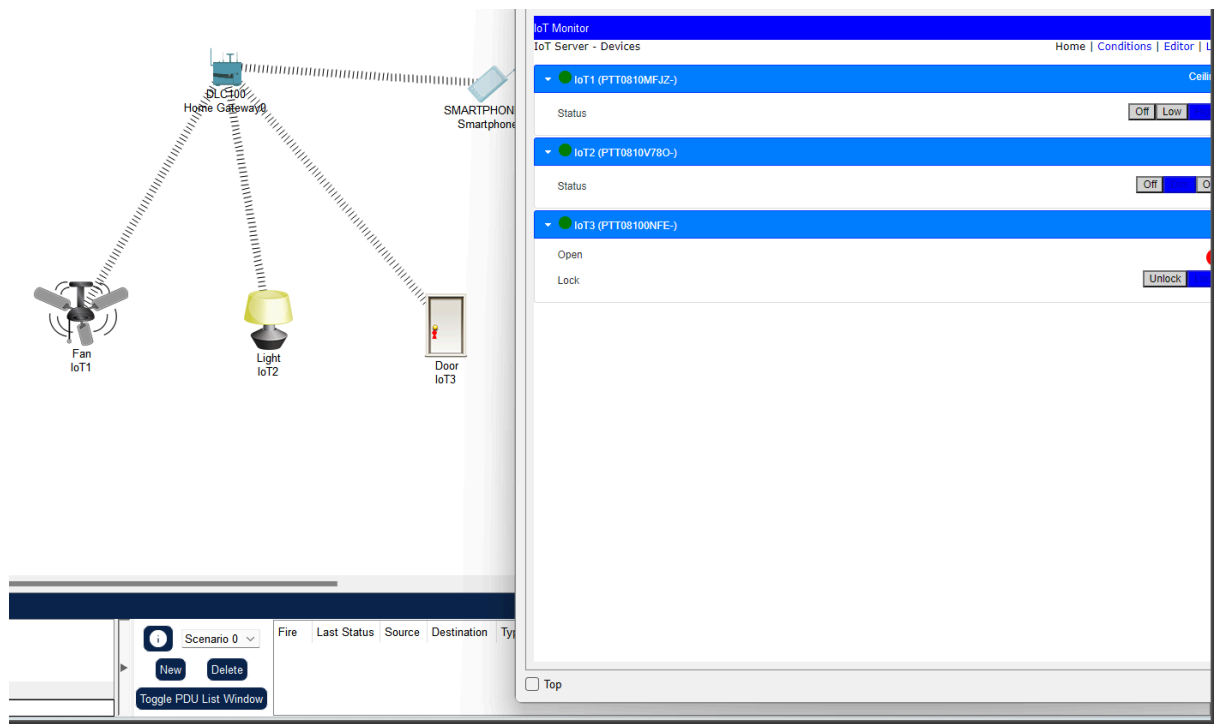 DLC100
Home Gateway0
SMARTPHON
Smartphone
Fan
IoT1
Light
IoT2
Door
IoT3
Scenario 0
New
Delete
Toggle PDU List Window
Fire Last Status Source Destination Typ
IoT Monitor
IoT Server - Devices
Home | Conditions | Editor | L
IoT1 (PTT0810MFJZ-)
Ceili
Status
Off Low
IoT2 (PTT0810V78O-)
Status
Off O
IoT3 (PTT08100NFE-)
Open
Lock
Unlock
Top